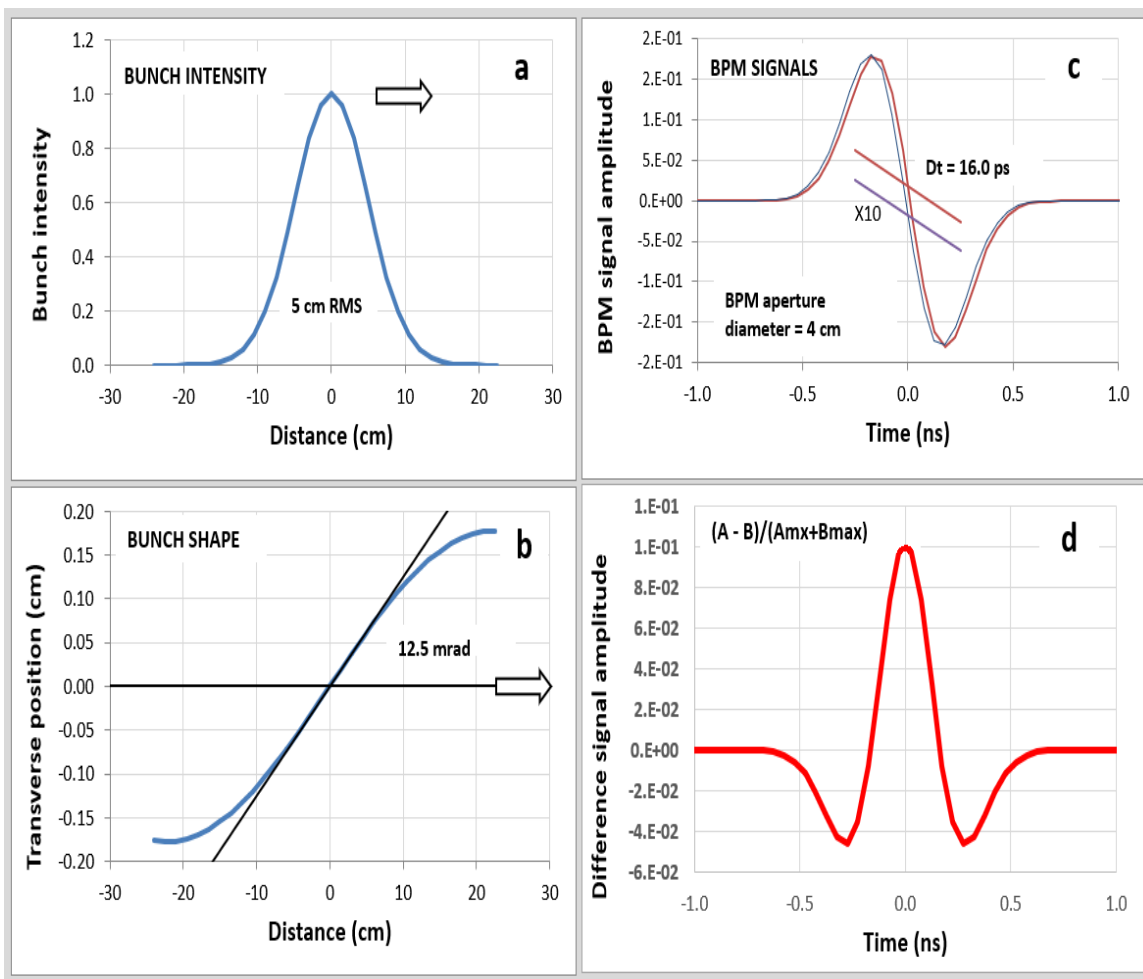 a
BUNCH INTENSITY
1.2
1.0
0.8
0.6
0.4
0.2
0.0
5 cm RMS
-30 -20 -10 0 10 20 30
Bunch intensity
Distance (cm)
c
BPM SIGNALS
2.E-01
2.E-01
1.E-01
5.E-02
0.E+00
-5.E-02
-1.E-01
-2.E-01
-2.E-01
Dt = 16.0 ps
X10
BPM aperture
diameter = 4 cm
-1.0 -0.5 0.0 0.5 1.0
BPM signal amplitude
Time (ns)
b
BUNCH SHAPE
0.20
0.15
0.10
0.05
0.00
-0.05
-0.10
-0.15
-0.20
12.5 mrad
-30 -20 -10 0 10 20 30
Transverse position (cm)
Distance (cm)
d
(A - B)/(Amx+Bmax)
1.E-01
1.E-01
8.E-02
6.E-02
4.E-02
2.E-02
0.E+00
-2.E-02
-4.E-02
-6.E-02
-1.0 -0.5 0.0 0.5 1.0
Difference signal amplitude
Time (ns)